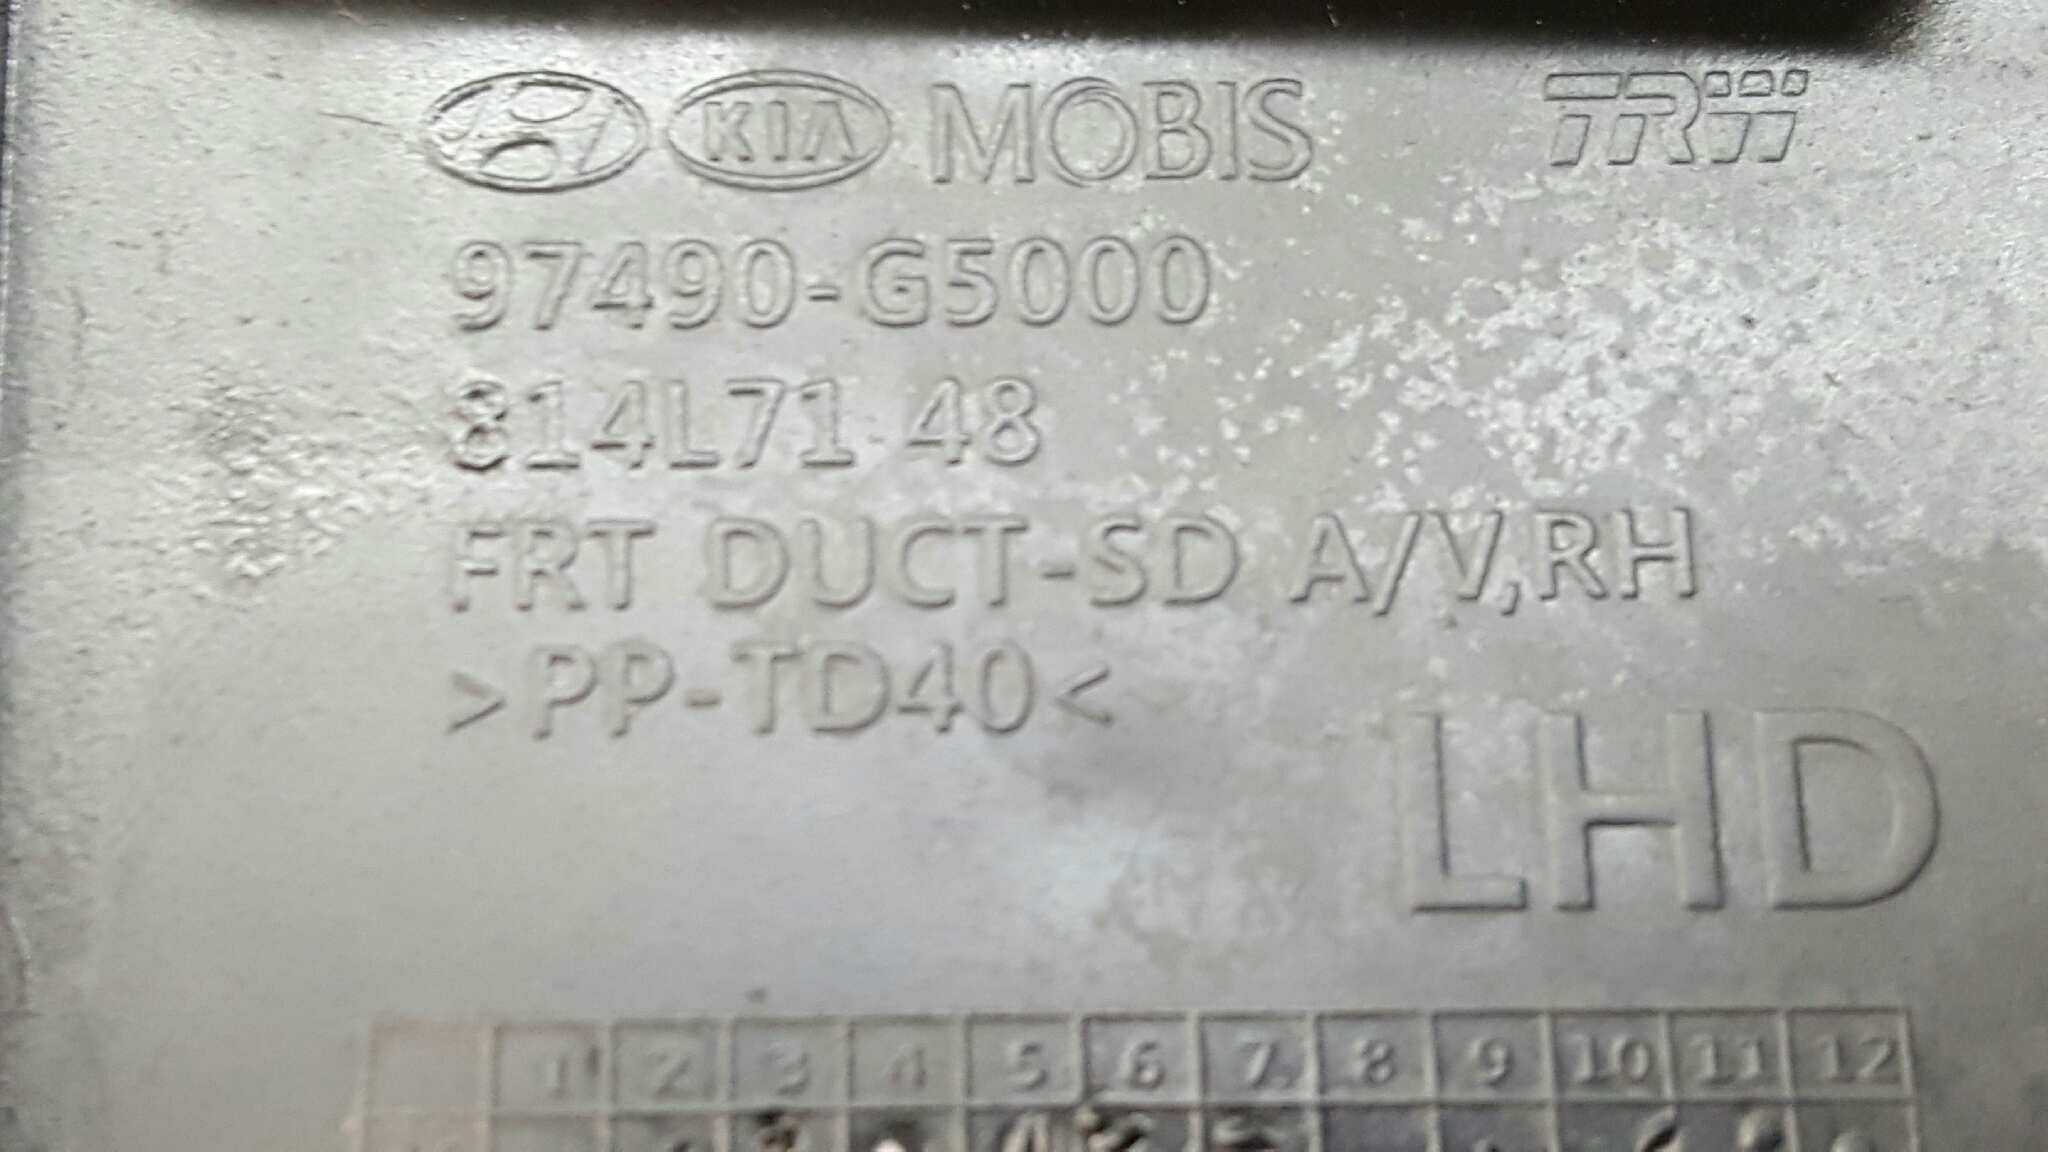 KIA MOBIS TRW
97490-G5000
814L71 48
FRT DUCT-SD A/V,RH
>PP-TD40<
LHD
1 2 3 4 5 6 7 8 9 10 11 12